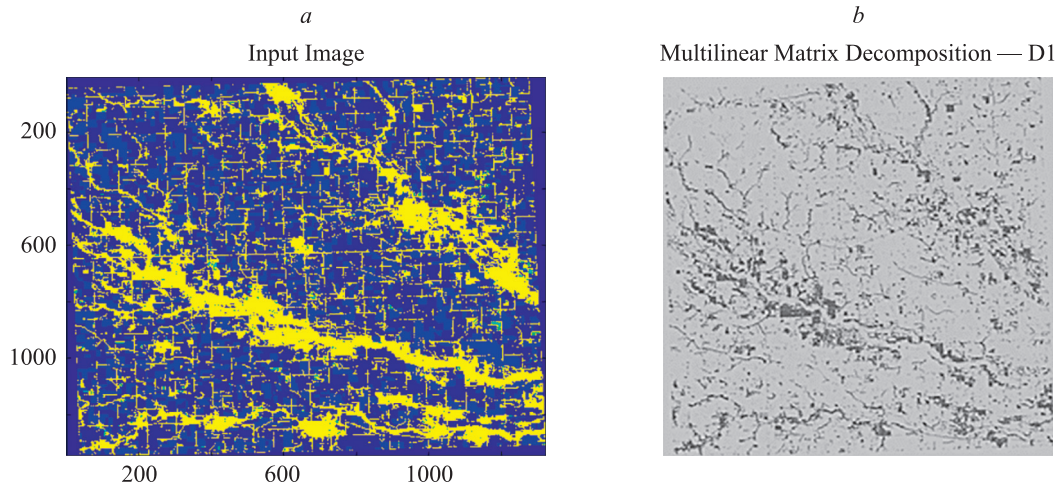 a
Input Image
200
600
1000
200
600
1000
b
Multilinear Matrix Decomposition — D1